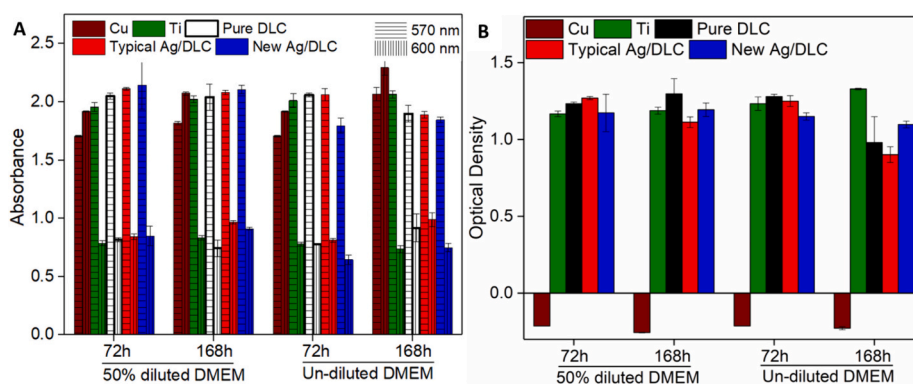 A
Cu Ti Pure DLC
Typical Ag/DLC New Ag/DLC
570 nm
600 nm
2.5
2.0
1.5
1.0
0.5
0.0
Absorbance
72h 168h 72h 168h
50% diluted DMEM Un-diluted DMEM
B
Cu Ti Pure DLC
Typical Ag/DLC New Ag/DLC
1.5
1.0
0.5
0.0
Optical Density
72h 168h 72h 168h
50% diluted DMEM Un-diluted DMEM